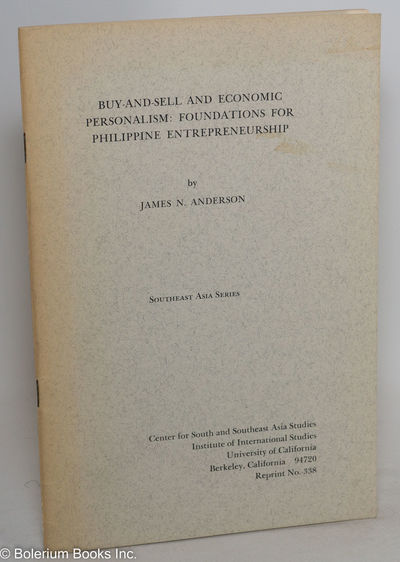 BUY-AND-SELL AND ECONOMIC
PERSONALISM: FOUNDATIONS FOR
PHILIPPINE ENTREPRENEURSHIP
by
JAMES N. ANDERSON
SOUTHEAST ASIA SERIES
Center for South and Southeast Asia Studies
Institute of International Studies
University of California
Berkeley, California 94720
Reprint No. 338
© Bolerium Books Inc.